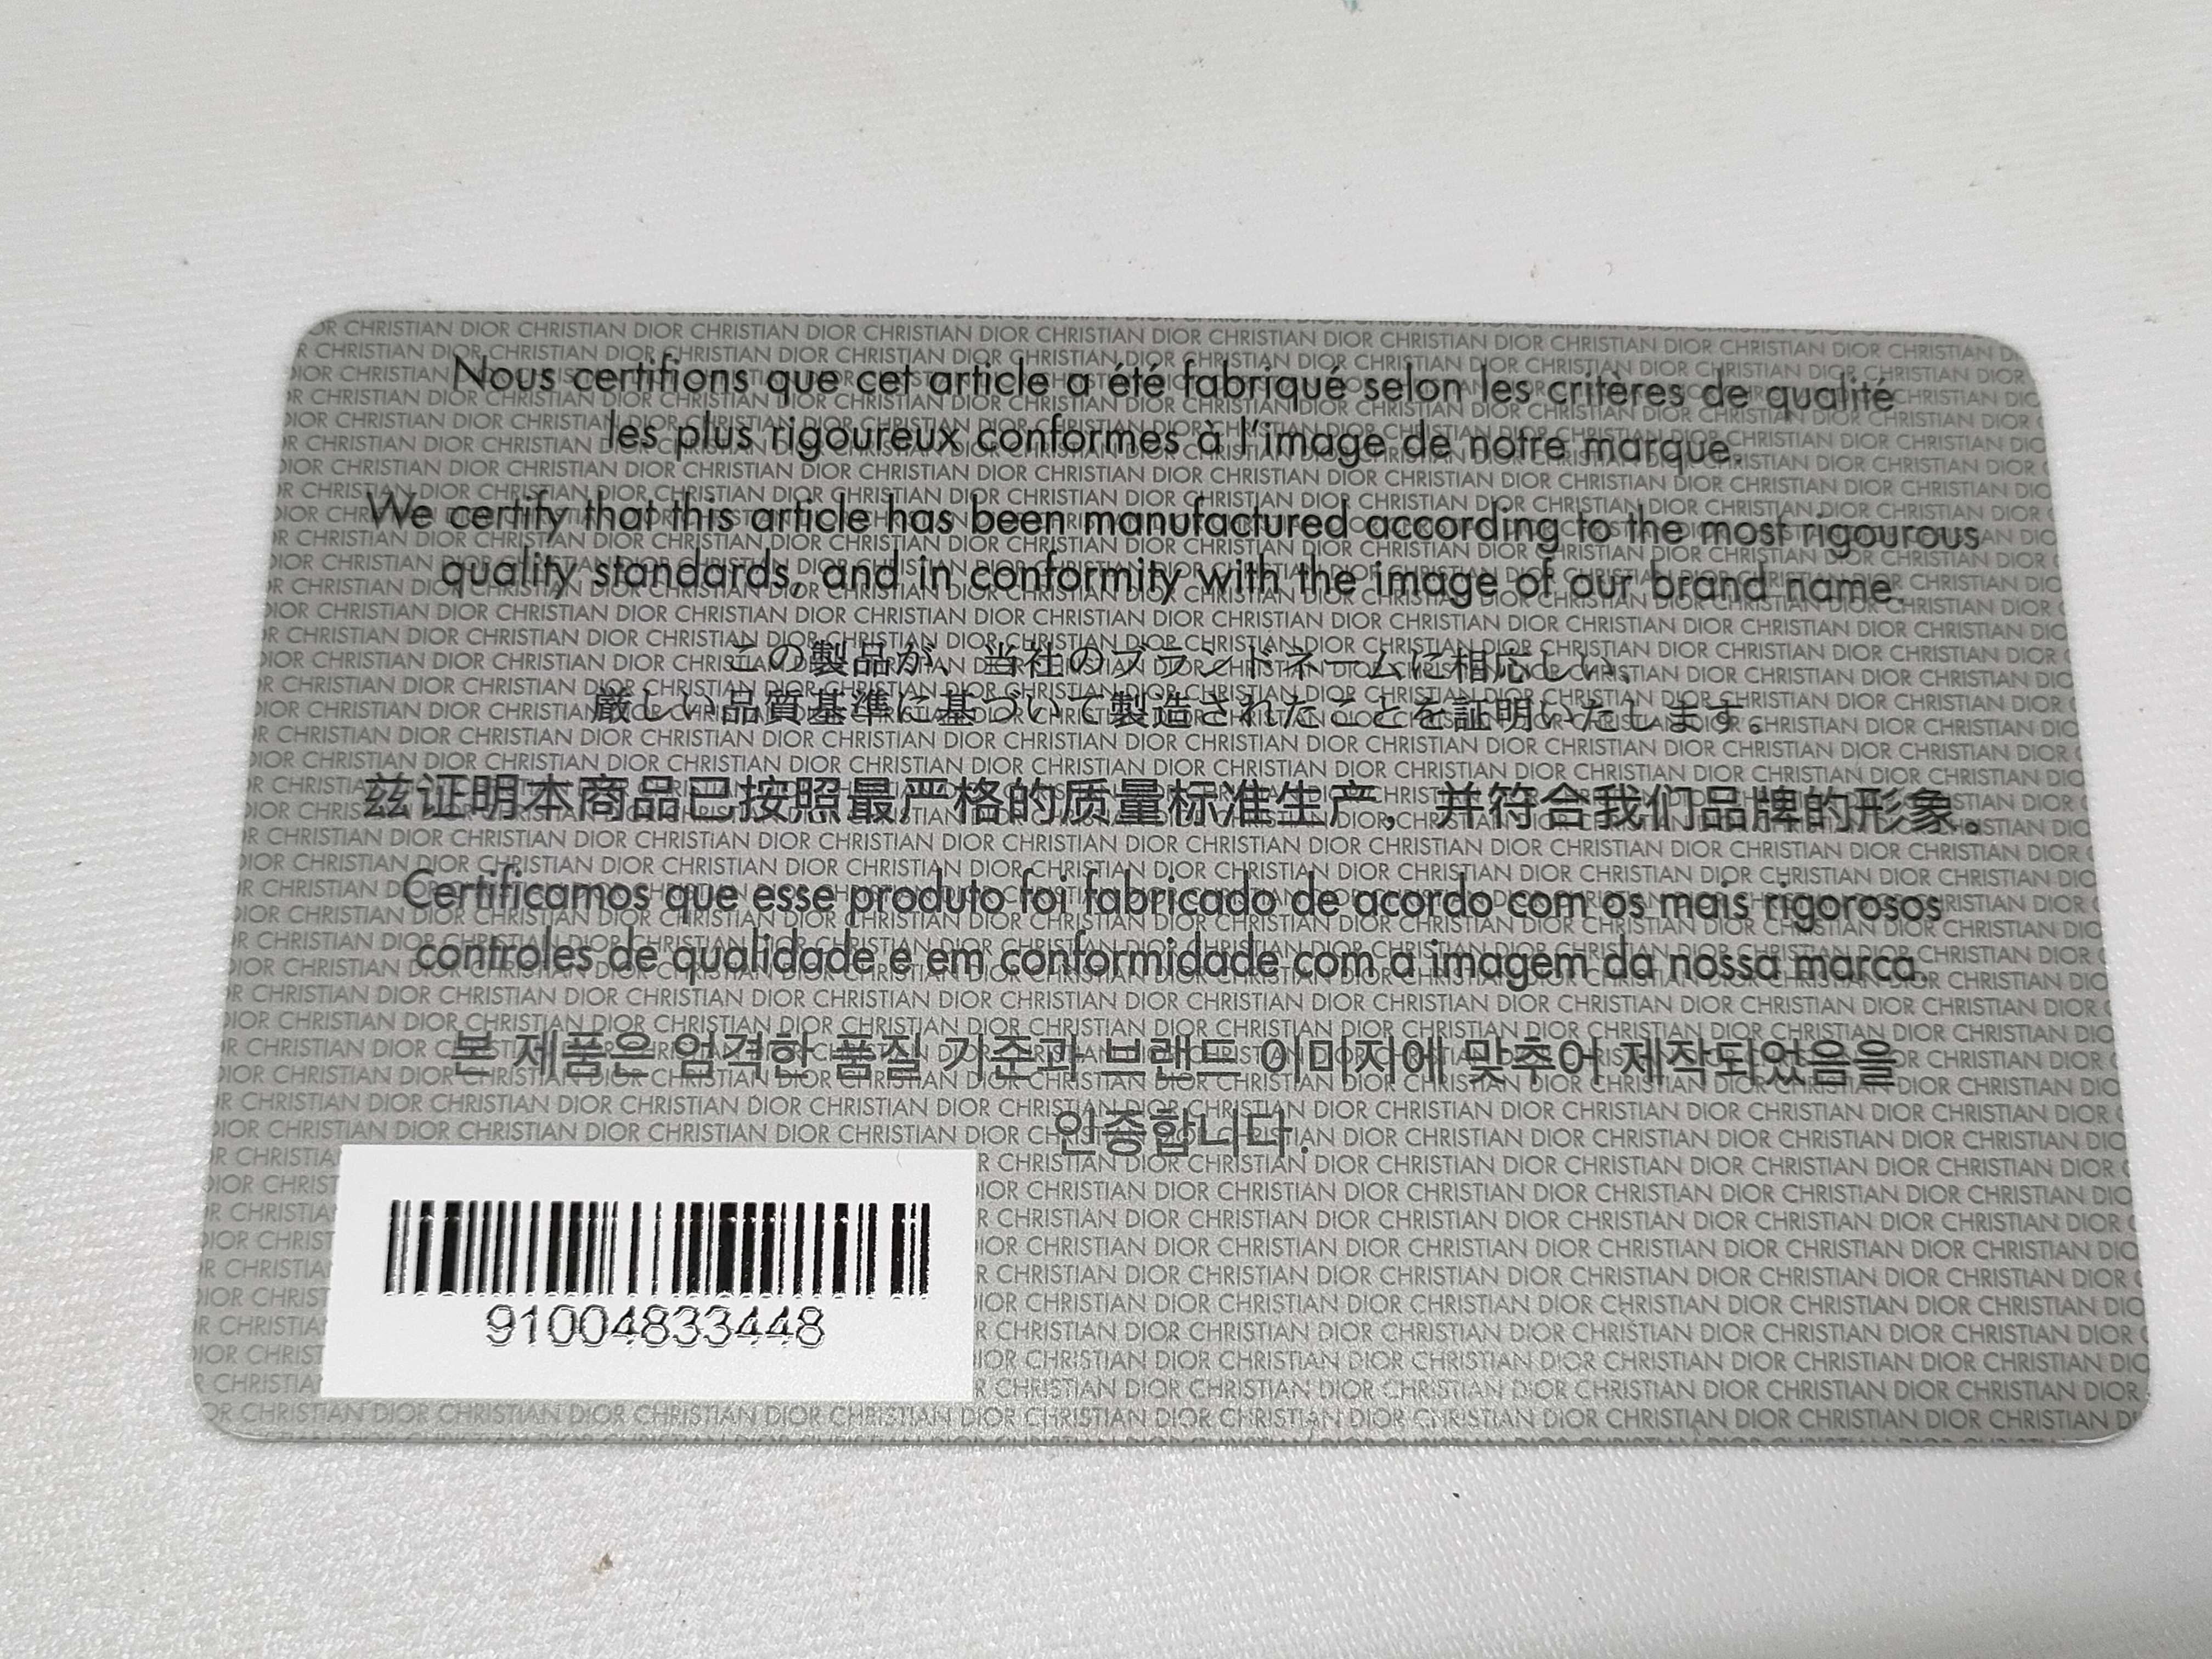 Nous certifions que cet article a été fabriqué selon les critères de qualité
les plus rigoureux conformes à l'image de notre marque.
We certify that this article has been manufactured according to the most rigourous
quality standards, and in conformity with the image of our brand name.
この製品が、当社のブランドネームに相応しい、
厳しい品質基準に基づいて製造されたことを証明いたします。
兹证明本商品已按照最严格的质量标准生产, 并符合我们品牌的形象。
Certificamos que esse produto foi fabricado de acordo com os mais rigorosos
controles de qualidade e em conformidade com a imagem da nossa marca.
본 제품은 엄격한 품질 기준과 브랜드 이미지에 맞추어 제작되었음을
인증합니다.
91004833448